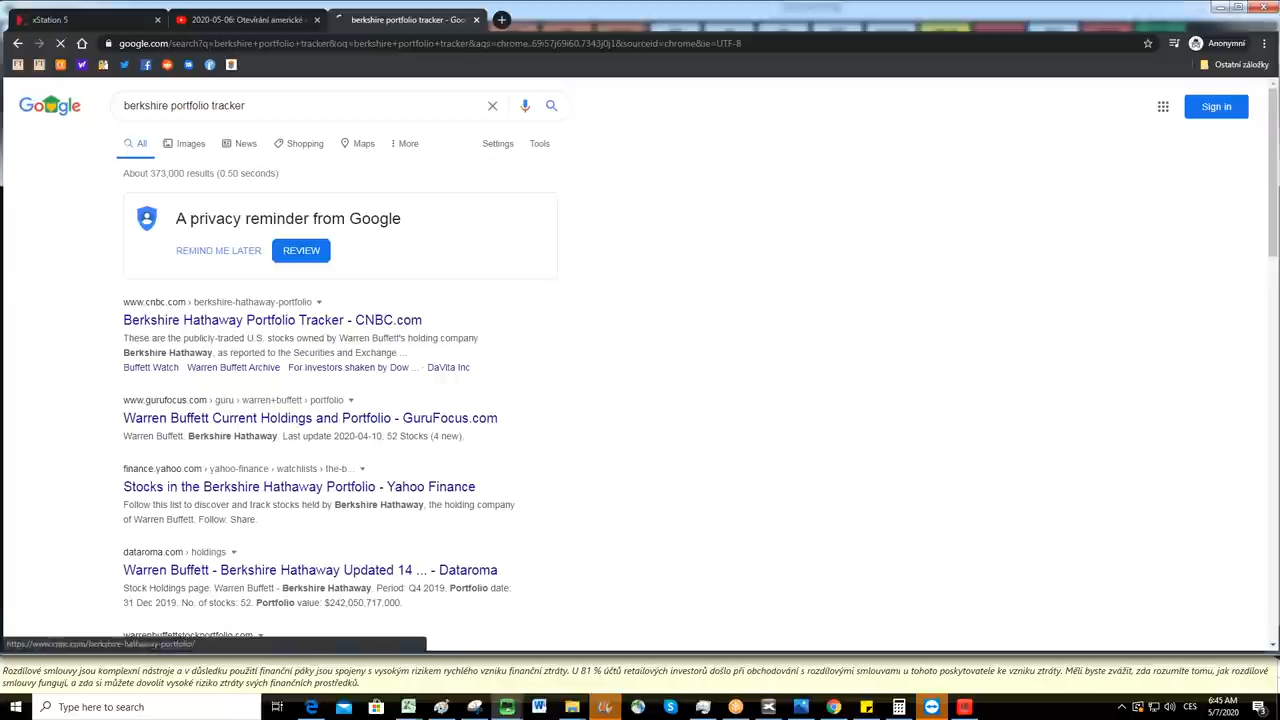 xStation 5
2020-05-06: Otevírání americké
berkshire portfolio tracker - Goo
google.com/search?q=berkshire+portfolio+tracker&oq=berkshire+portfolio+tracker&aqs=chrome..69i57j69i60.7343j0j1&sourceid=chrome&ie=UTF-8
Anonymní
Ostatní záložky
Google
berkshire portfolio tracker
Sign in
All Images News Shopping Maps More Settings Tools
About 373,000 results (0.50 seconds)
A privacy reminder from Google
REMIND ME LATER REVIEW
www.cnbc.com › berkshire-hathaway-portfolio
Berkshire Hathaway Portfolio Tracker - CNBC.com
These are the publicly-traded U.S. stocks owned by Warren Buffett's holding company
Berkshire Hathaway, as reported to the Securities and Exchange ...
Buffett Watch · Warren Buffett Archive · For investors shaken by Dow ... · DaVita Inc
www.gurufocus.com › guru › warren+buffett › portfolio
Warren Buffett Current Holdings and Portfolio - GuruFocus.com
Warren Buffett. Berkshire Hathaway. Last update 2020-04-10. 52 Stocks (4 new).
finance.yahoo.com › yahoo-finance › watchlists › the-b...
Stocks in the Berkshire Hathaway Portfolio - Yahoo Finance
Follow this list to discover and track stocks held by Berkshire Hathaway, the holding company
of Warren Buffett. Follow. Share.
dataroma.com › holdings
Warren Buffett - Berkshire Hathaway Updated 14 ... - Dataroma
Stock Holdings page: Warren Buffett - Berkshire Hathaway. Period: Q4 2019. Portfolio date:
31 Dec 2019. No. of stocks: 52. Portfolio value: $242,050,717,000.
warrenbuffettstockportfolio.com
https://www.cnbc.com/berkshire-hathaway-portfolio/
Rozdílové smlouvy jsou komplexní nástroje a v důsledku použití finanční páky jsou spojeny s vysokým rizikem rychlého vzniku finanční ztráty. U 81 % účtů retailových investorů došlo při obchodování s rozdílovými smlouvami u tohoto poskytovatele ke vzniku ztráty. Měli byste zvážit, zda rozumíte tomu, jak rozdílové
smlouvy fungují, a zda si můžete dovolit vysoké riziko ztráty svých finančních prostředků.
Type here to search
CES
6:45 AM
5/7/2020